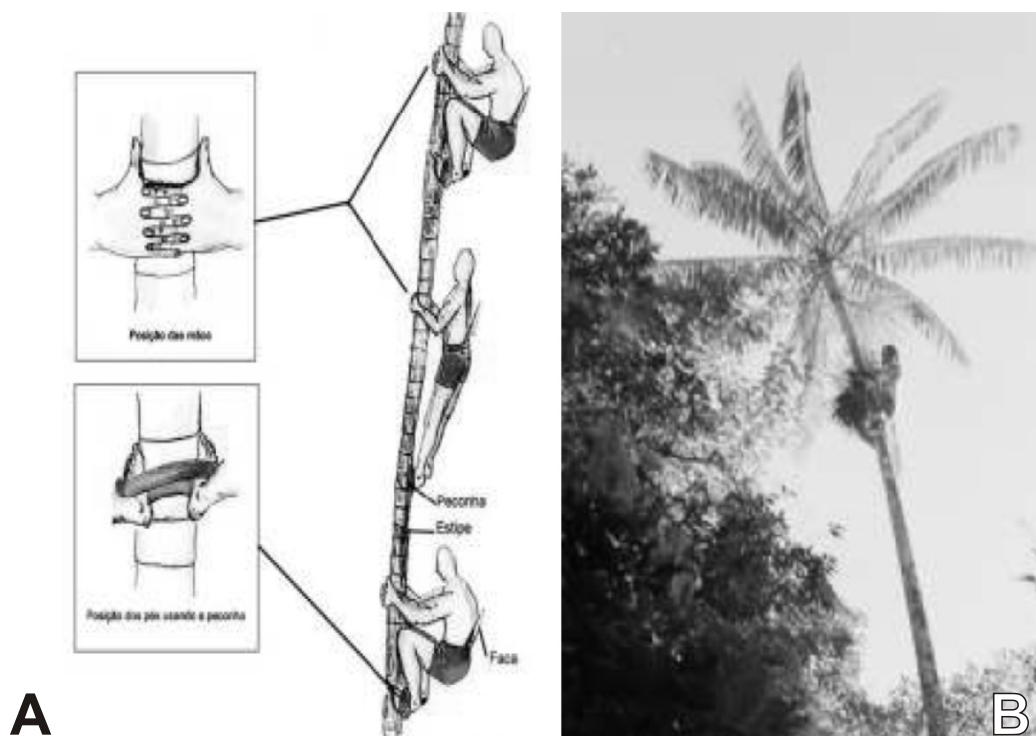 Posição das mãos
Peconha
Estipe
Posição dos pés usando a peconha
Faca
A
B